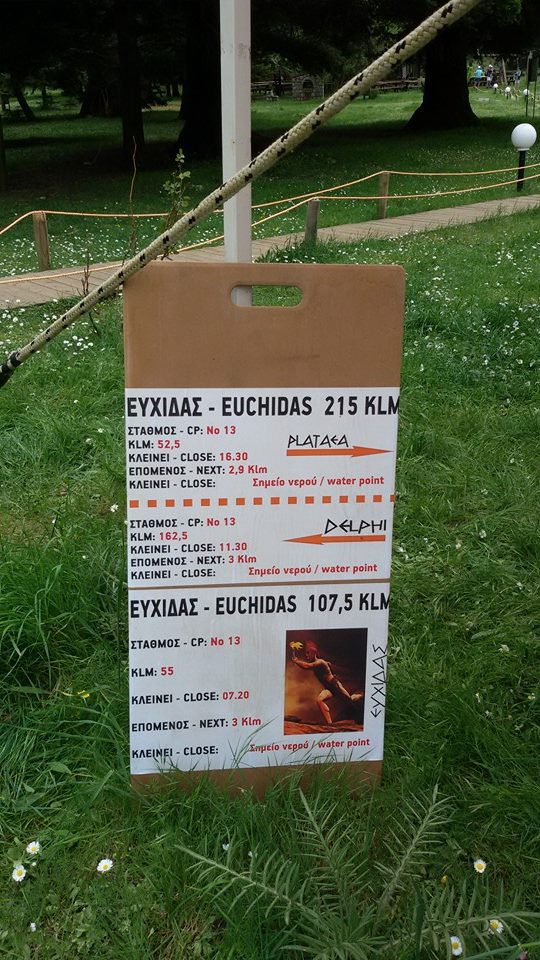 ΕΥΧΙΔΑΣ - EUCHIDAS 215 KLM
ΣΤΑΘΜΟΣ - CP: No 13
KLM: 52,5
PLATAEA
ΚΛΕΙΝΕΙ - CLOSE: 16.30
ΕΠΟΜΕΝΟΣ - NEXT: 2,9 Klm
ΚΛΕΙΝΕΙ - CLOSE: Σημείο νερού / water point
ΣΤΑΘΜΟΣ - CP: No 13
DELPHI
KLM: 162,5
ΚΛΕΙΝΕΙ - CLOSE: 11.30
ΕΠΟΜΕΝΟΣ - NEXT: 3 Klm
ΚΛΕΙΝΕΙ - CLOSE: Σημείο νερού / water point
ΕΥΧΙΔΑΣ - EUCHIDAS 107,5 KLM
ΣΤΑΘΜΟΣ - CP: No 13
KLM: 55
ΚΛΕΙΝΕΙ - CLOSE: 07.20
ΕΠΟΜΕΝΟΣ - NEXT: 3 Klm
ΚΛΕΙΝΕΙ - CLOSE: Σημείο νερού / water point
ΕΥΧΙΔΑΣ